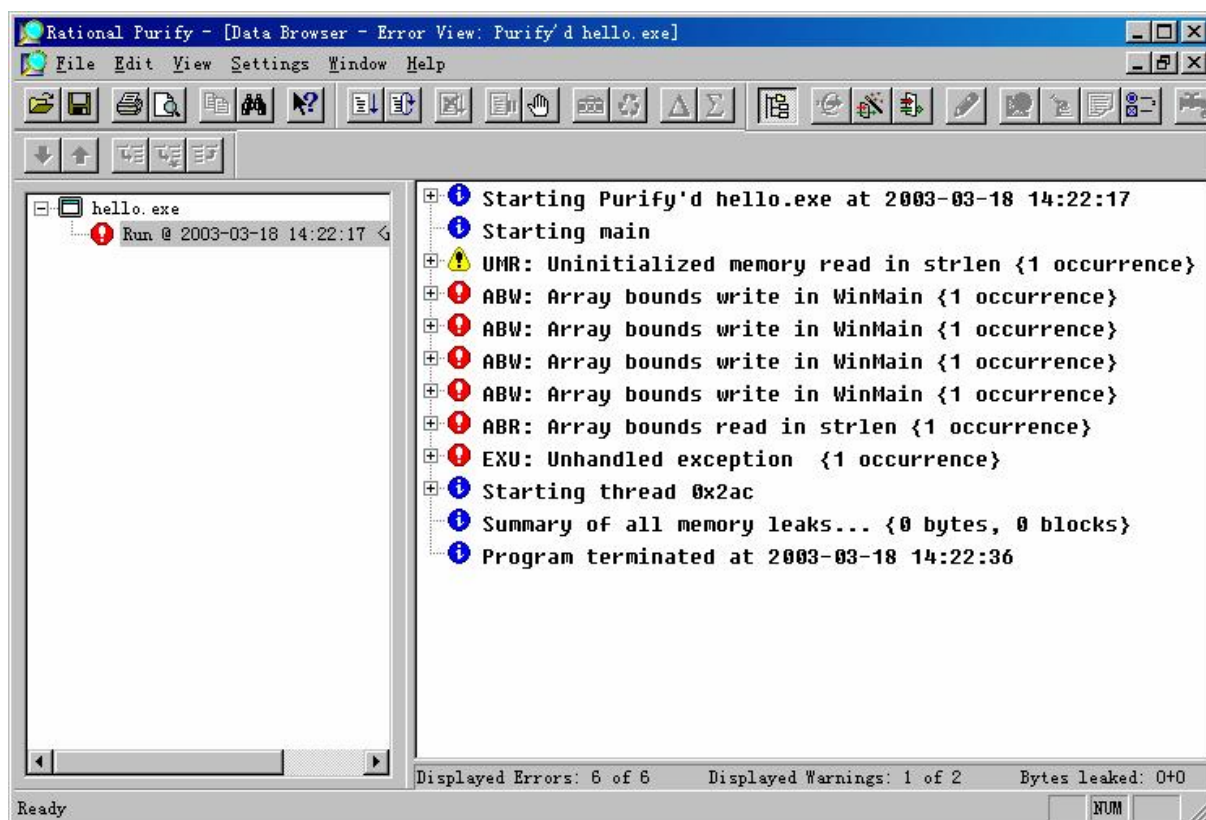 Rational Purify - [Data Browser - Error View: Purify'd hello.exe]
File Edit View Settings Window Help
hello.exe
Run @ 2003-03-18 14:22:17
Starting Purify'd hello.exe at 2003-03-18 14:22:17
Starting main
UMR: Uninitialized memory read in strlen {1 occurrence}
ABW: Array bounds write in WinMain {1 occurrence}
ABW: Array bounds write in WinMain {1 occurrence}
ABW: Array bounds write in WinMain {1 occurrence}
ABW: Array bounds write in WinMain {1 occurrence}
ABR: Array bounds read in strlen {1 occurrence}
EXU: Unhandled exception {1 occurrence}
Starting thread 0x2ac
Summary of all memory leaks... {0 bytes, 0 blocks}
Program terminated at 2003-03-18 14:22:36
Displayed Errors: 6 of 6 Displayed Warnings: 1 of 2 Bytes leaked: 0+0
Ready NUM